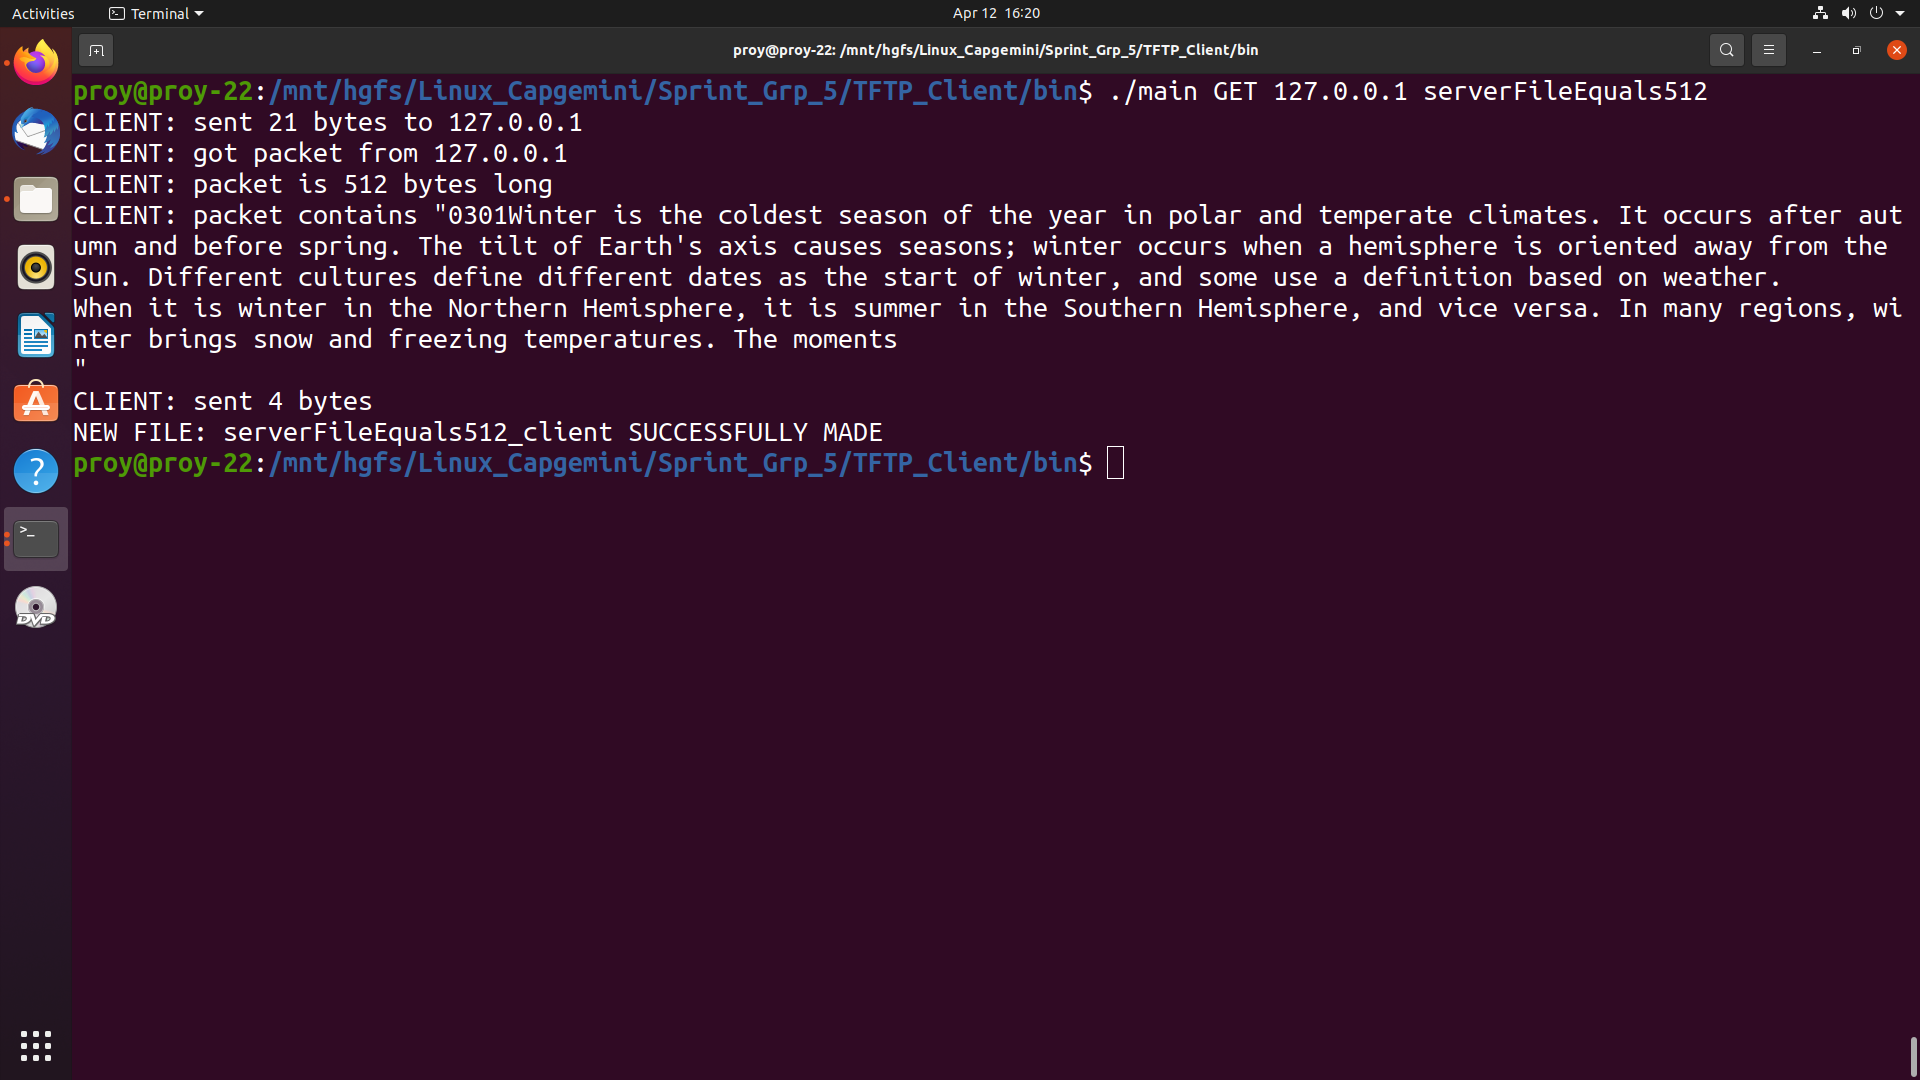 Activities
Terminal
Apr 12 16:20
proy@proy-22: /mnt/hgfs/Linux_Capgemini/Sprint_Grp_5/TFTP_Client/bin
proy@proy-22:/mnt/hgfs/Linux_Capgemini/Sprint_Grp_5/TFTP_Client/bin$ ./main GET 127.0.0.1 serverFileEquals512
CLIENT: sent 21 bytes to 127.0.0.1
CLIENT: got packet from 127.0.0.1
CLIENT: packet is 512 bytes long
CLIENT: packet contains "0301Winter is the coldest season of the year in polar and temperate climates. It occurs after aut
umn and before spring. The tilt of Earth's axis causes seasons; winter occurs when a hemisphere is oriented away from the
Sun. Different cultures define different dates as the start of winter, and some use a definition based on weather.
When it is winter in the Northern Hemisphere, it is summer in the Southern Hemisphere, and vice versa. In many regions, wi
nter brings snow and freezing temperatures. The moments
"
CLIENT: sent 4 bytes
NEW FILE: serverFileEquals512_client SUCCESSFULLY MADE
proy@proy-22:/mnt/hgfs/Linux_Capgemini/Sprint_Grp_5/TFTP_Client/bin$
?
>_
DVD